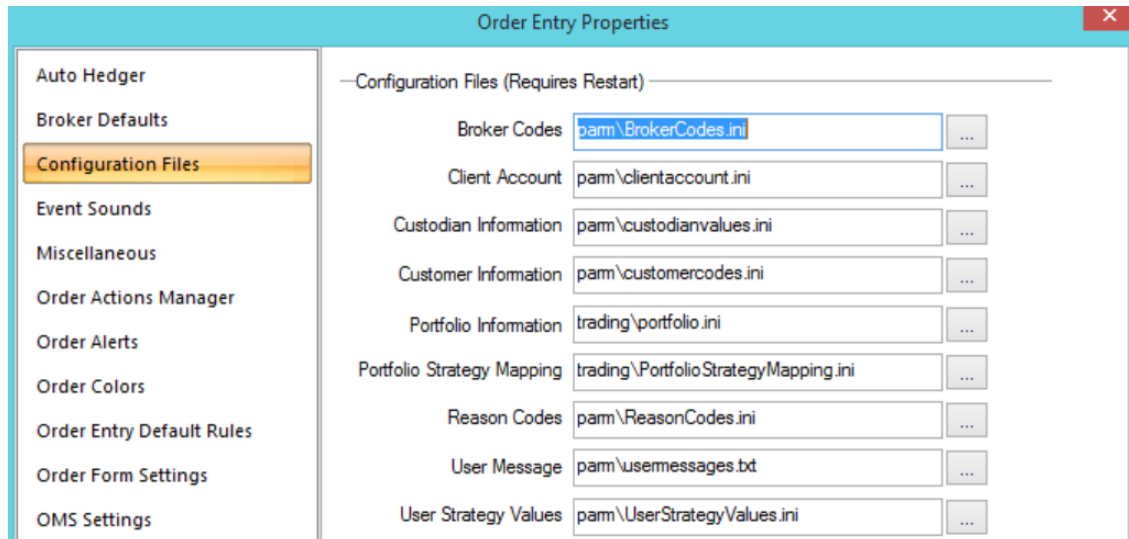 Order Entry Properties
Auto Hedger
Broker Defaults
Configuration Files
Event Sounds
Miscellaneous
Order Actions Manager
Order Alerts
Order Colors
Order Entry Default Rules
Order Form Settings
OMS Settings
Configuration Files (Requires Restart)
Broker Codes parm\BrokerCodes.ini ...
Client Account parm\clientaccount.ini ...
Custodian Information parm\custodianvalues.ini ...
Customer Information parm\customercodes.ini ...
Portfolio Information trading\portfolio.ini ...
Portfolio Strategy Mapping trading\PortfolioStrategyMapping.ini ...
Reason Codes parm\ReasonCodes.ini ...
User Message parm\usermessages.txt ...
User Strategy Values parm\UserStrategyValues.ini ...